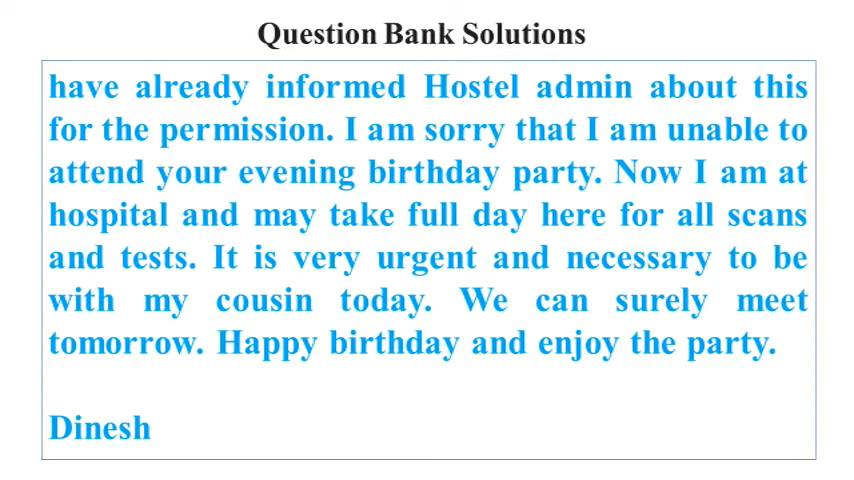 Question Bank Solutions
have already informed Hostel admin about this
for the permission. I am sorry that I am unable to
attend your evening birthday party. Now I am at
hospital and may take full day here for all scans
and tests. It is very urgent and necessary to be
with my cousin today. We can surely meet
tomorrow. Happy birthday and enjoy the party.
Dinesh